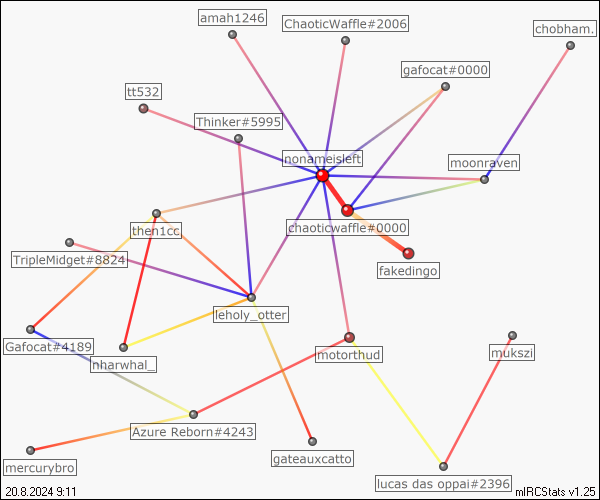 amah1246
ChaoticWaffle#2006
chobham.
gafocat#0000
tt532
Thinker#5995
nonameisleft
moonraven
then1cc
chaoticwaffle#0000
TripleMidget#8824
fakedingo
leholy_otter
Gafocat#4189
nharwhal_
motorthud
mukszi
Azure Reborn#4243
mercurybro
gateauxcatto
lucas das oppai#2396
20.8.2024 9:11
mIRCStats v1.25